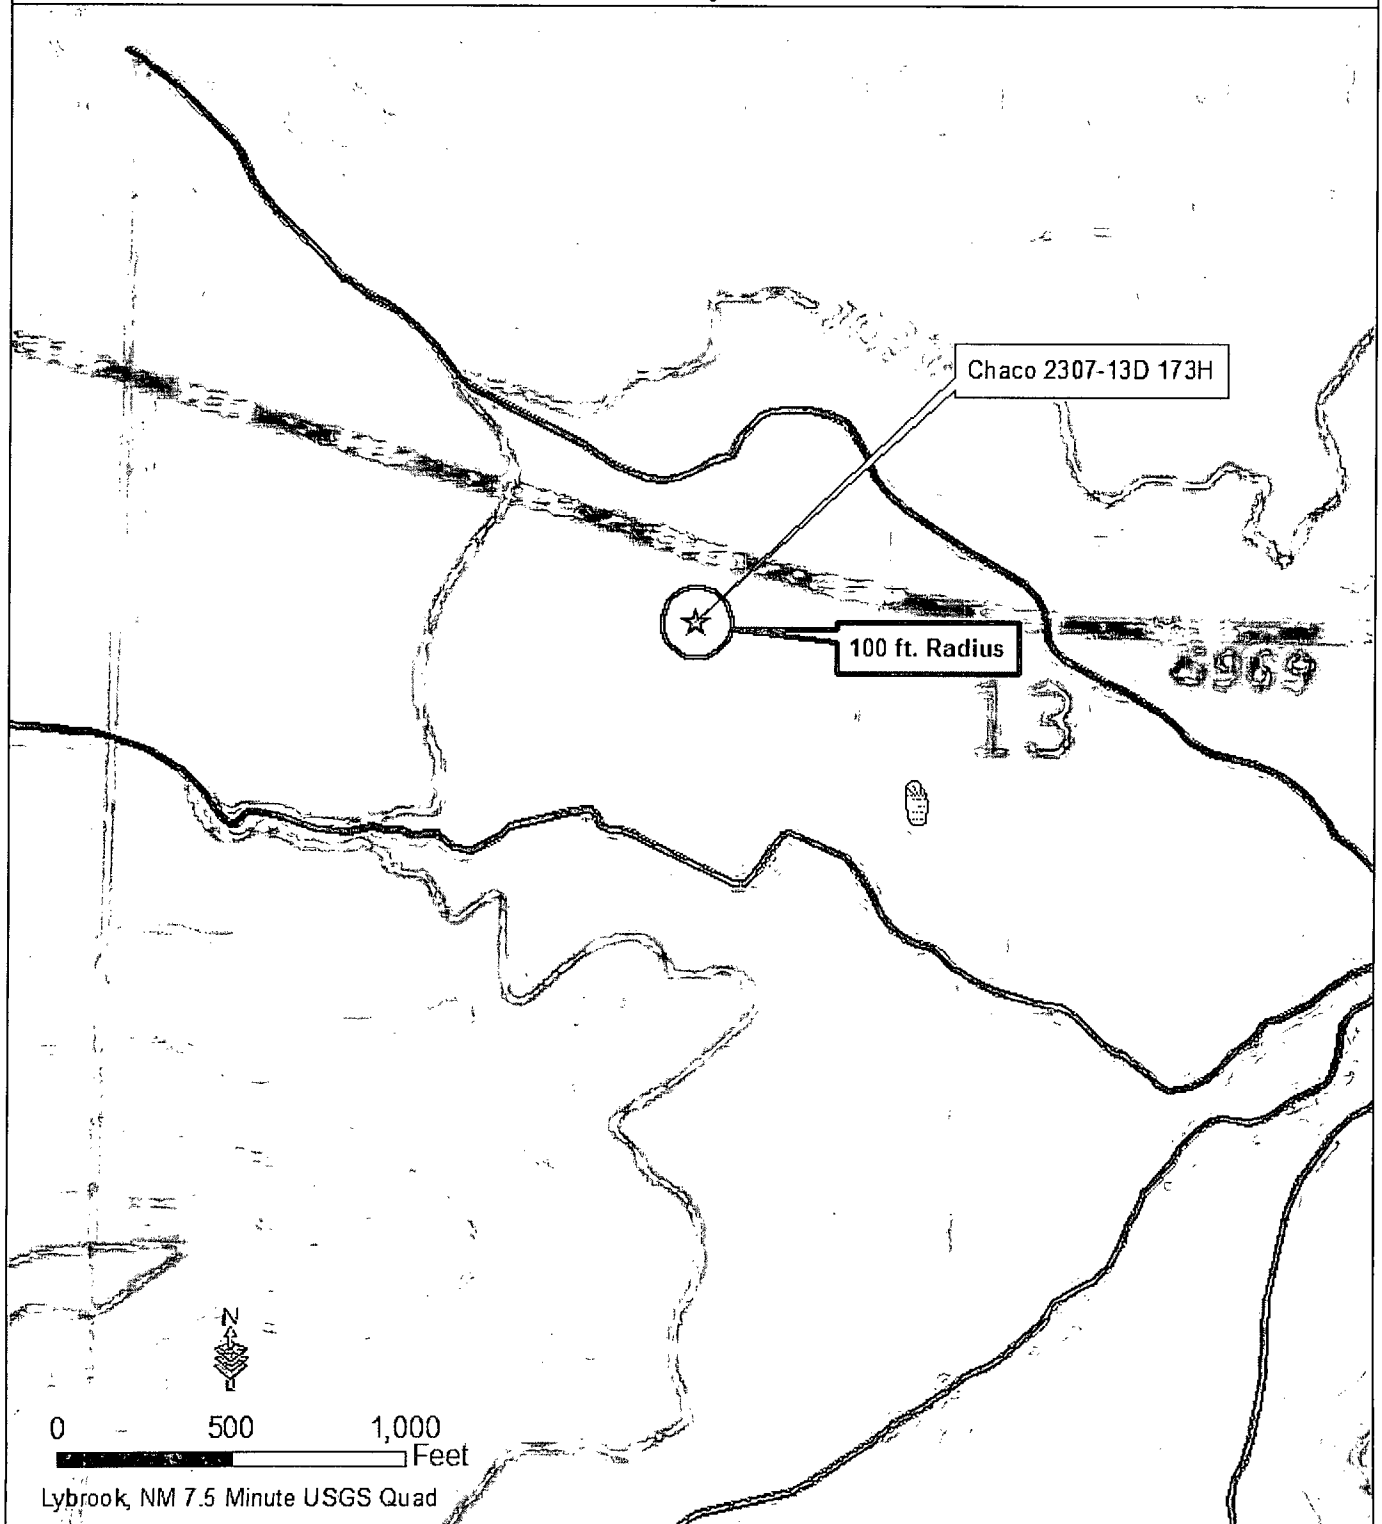 Chaco 2307-13D 173H
100 ft. Radius
6969
13
N
0 500 1,000
Feet
Lybrook, NM 7.5 Minute USGS Quad